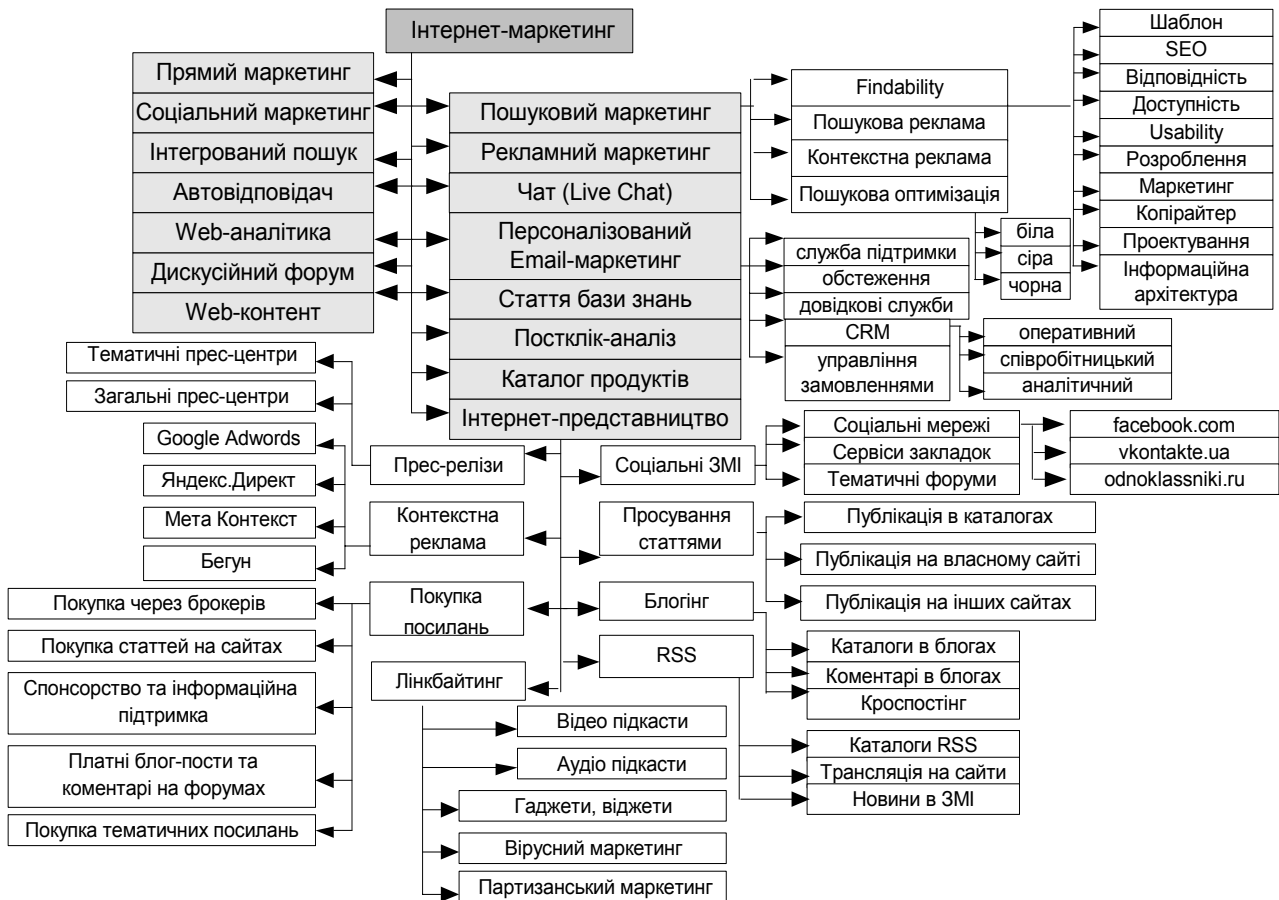 Інтернет-маркетинг
Прямий маркетинг
Соціальний маркетинг
Інтегрований пошук
Автовідповідач
Web-аналітика
Дискусійний форум
Web-контент
Пошуковий маркетинг
Рекламний маркетинг
Чат (Live Chat)
Персоналізований
Email-маркетинг
Стаття бази знань
Постклік-аналіз
Каталог продуктів
Інтернет-представництво
Findability
Пошукова реклама
Контекстна реклама
Пошукова оптимізація
Шаблон
SEO
Відповідність
Доступність
Usability
Розроблення
Маркетинг
Копірайтер
Проектування
Інформаційна
архітектура
біла
сіра
чорна
служба підтримки
обстеження
довідкові служби
CRM
управління
замовленнями
оперативний
співробітницький
аналітичний
Тематичні прес-центри
Загальні прес-центри
Google Adwords
Яндекс.Директ
Мета Контекст
Бегун
Прес-релізи
Контекстна
реклама
Покупка
посилань
Лінкбайтинг
Соціальні ЗМІ
Просування
статтями
Блогінг
RSS
Соціальні мережі
Сервіси закладок
Тематичні форуми
facebook.com
vkontakte.ua
odnoklassniki.ru
Публікація в каталогах
Публікація на власному сайті
Публікація на інших сайтах
Каталоги в блогах
Коментарі в блогах
Кроспостінг
Каталоги RSS
Трансляція на сайти
Новини в ЗМІ
Покупка через брокерів
Покупка статтей на сайтах
Спонсорство та інформаційна
підтримка
Платні блог-пости та
коментарі на форумах
Покупка тематичних посилань
Відео підкасти
Аудіо підкасти
Гаджети, віджети
Вірусний маркетинг
Партизанський маркетинг